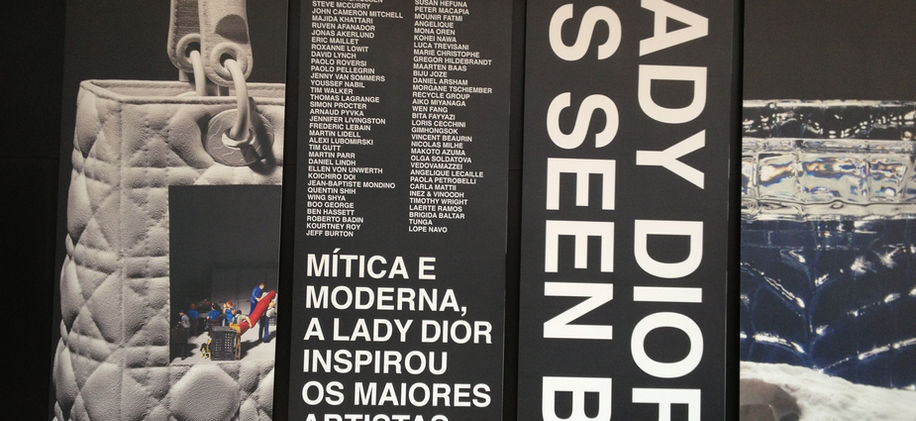 STEVE MCCURRY
JOHN CAMERON MITCHELL
MAJIDA KHATTARI
RUVEN AFANADOR
JONAS AKERLUND
ERIC MAILLET
ROXANNE LOWIT
DAVID LYNCH
PAOLO ROVERSI
PAOLO PELLEGRIN
JENNY VAN SOMMERS
YOUSSEF NABIL
TIM WALKER
THOMAS LAGRANGE
SIMON PROCTER
ARNAUD PYVKA
JENNIFER LIVINGSTON
FREDERIC LEBAIN
MARTIN LIDELL
ALEXI LUBOMIRSKI
TIM GUTT
MARTIN PARR
DANIEL LINDH
ELLEN VON UNWERTH
KOICHIRO DOI
JEAN-BAPTISTE MONDINO
QUENTIN SHIH
WING SHYA
BOO GEORGE
BEN HASSETT
ROBERTO BADIN
KOURTNEY ROY
JEFF BURTON
SUSAN HEFUNA
PETER MACAPIA
MOUNIR FATMI
ANGELIQUE
MONA OREN
KOHEI NAWA
LUCA TREVISANI
MARIE CHRISTOPHE
GREGOR HILDEBRANDT
MAARTEN BAAS
BIJU JOZE
DANIEL ARSHAM
MORGANE TSCHIEMBER
RECYCLE GROUP
AIKO MIYANAGA
WEN FANG
BITA FAYYAZI
LORIS CECCHINI
GIMHONGSOK
VINCENT BEAURIN
NICOLAS MILHE
MAKOTO AZUMA
OLGA SOLDATOVA
VEDOVAMAZZEI
ANGELIQUE LECAILLE
PAOLA PETROBELLI
CARLA MATTII
INEZ & VINOODH
TIMOTHY WRIGHT
LAERTE RAMOS
BRIGIDA BALTAR
TUNGA
LOPE NAVO
MÍTICA E
MODERNA,
A LADY DIOR
INSPIROU
OS MAIORES
ARTISTAS
ADY DIOR
S SEEN B